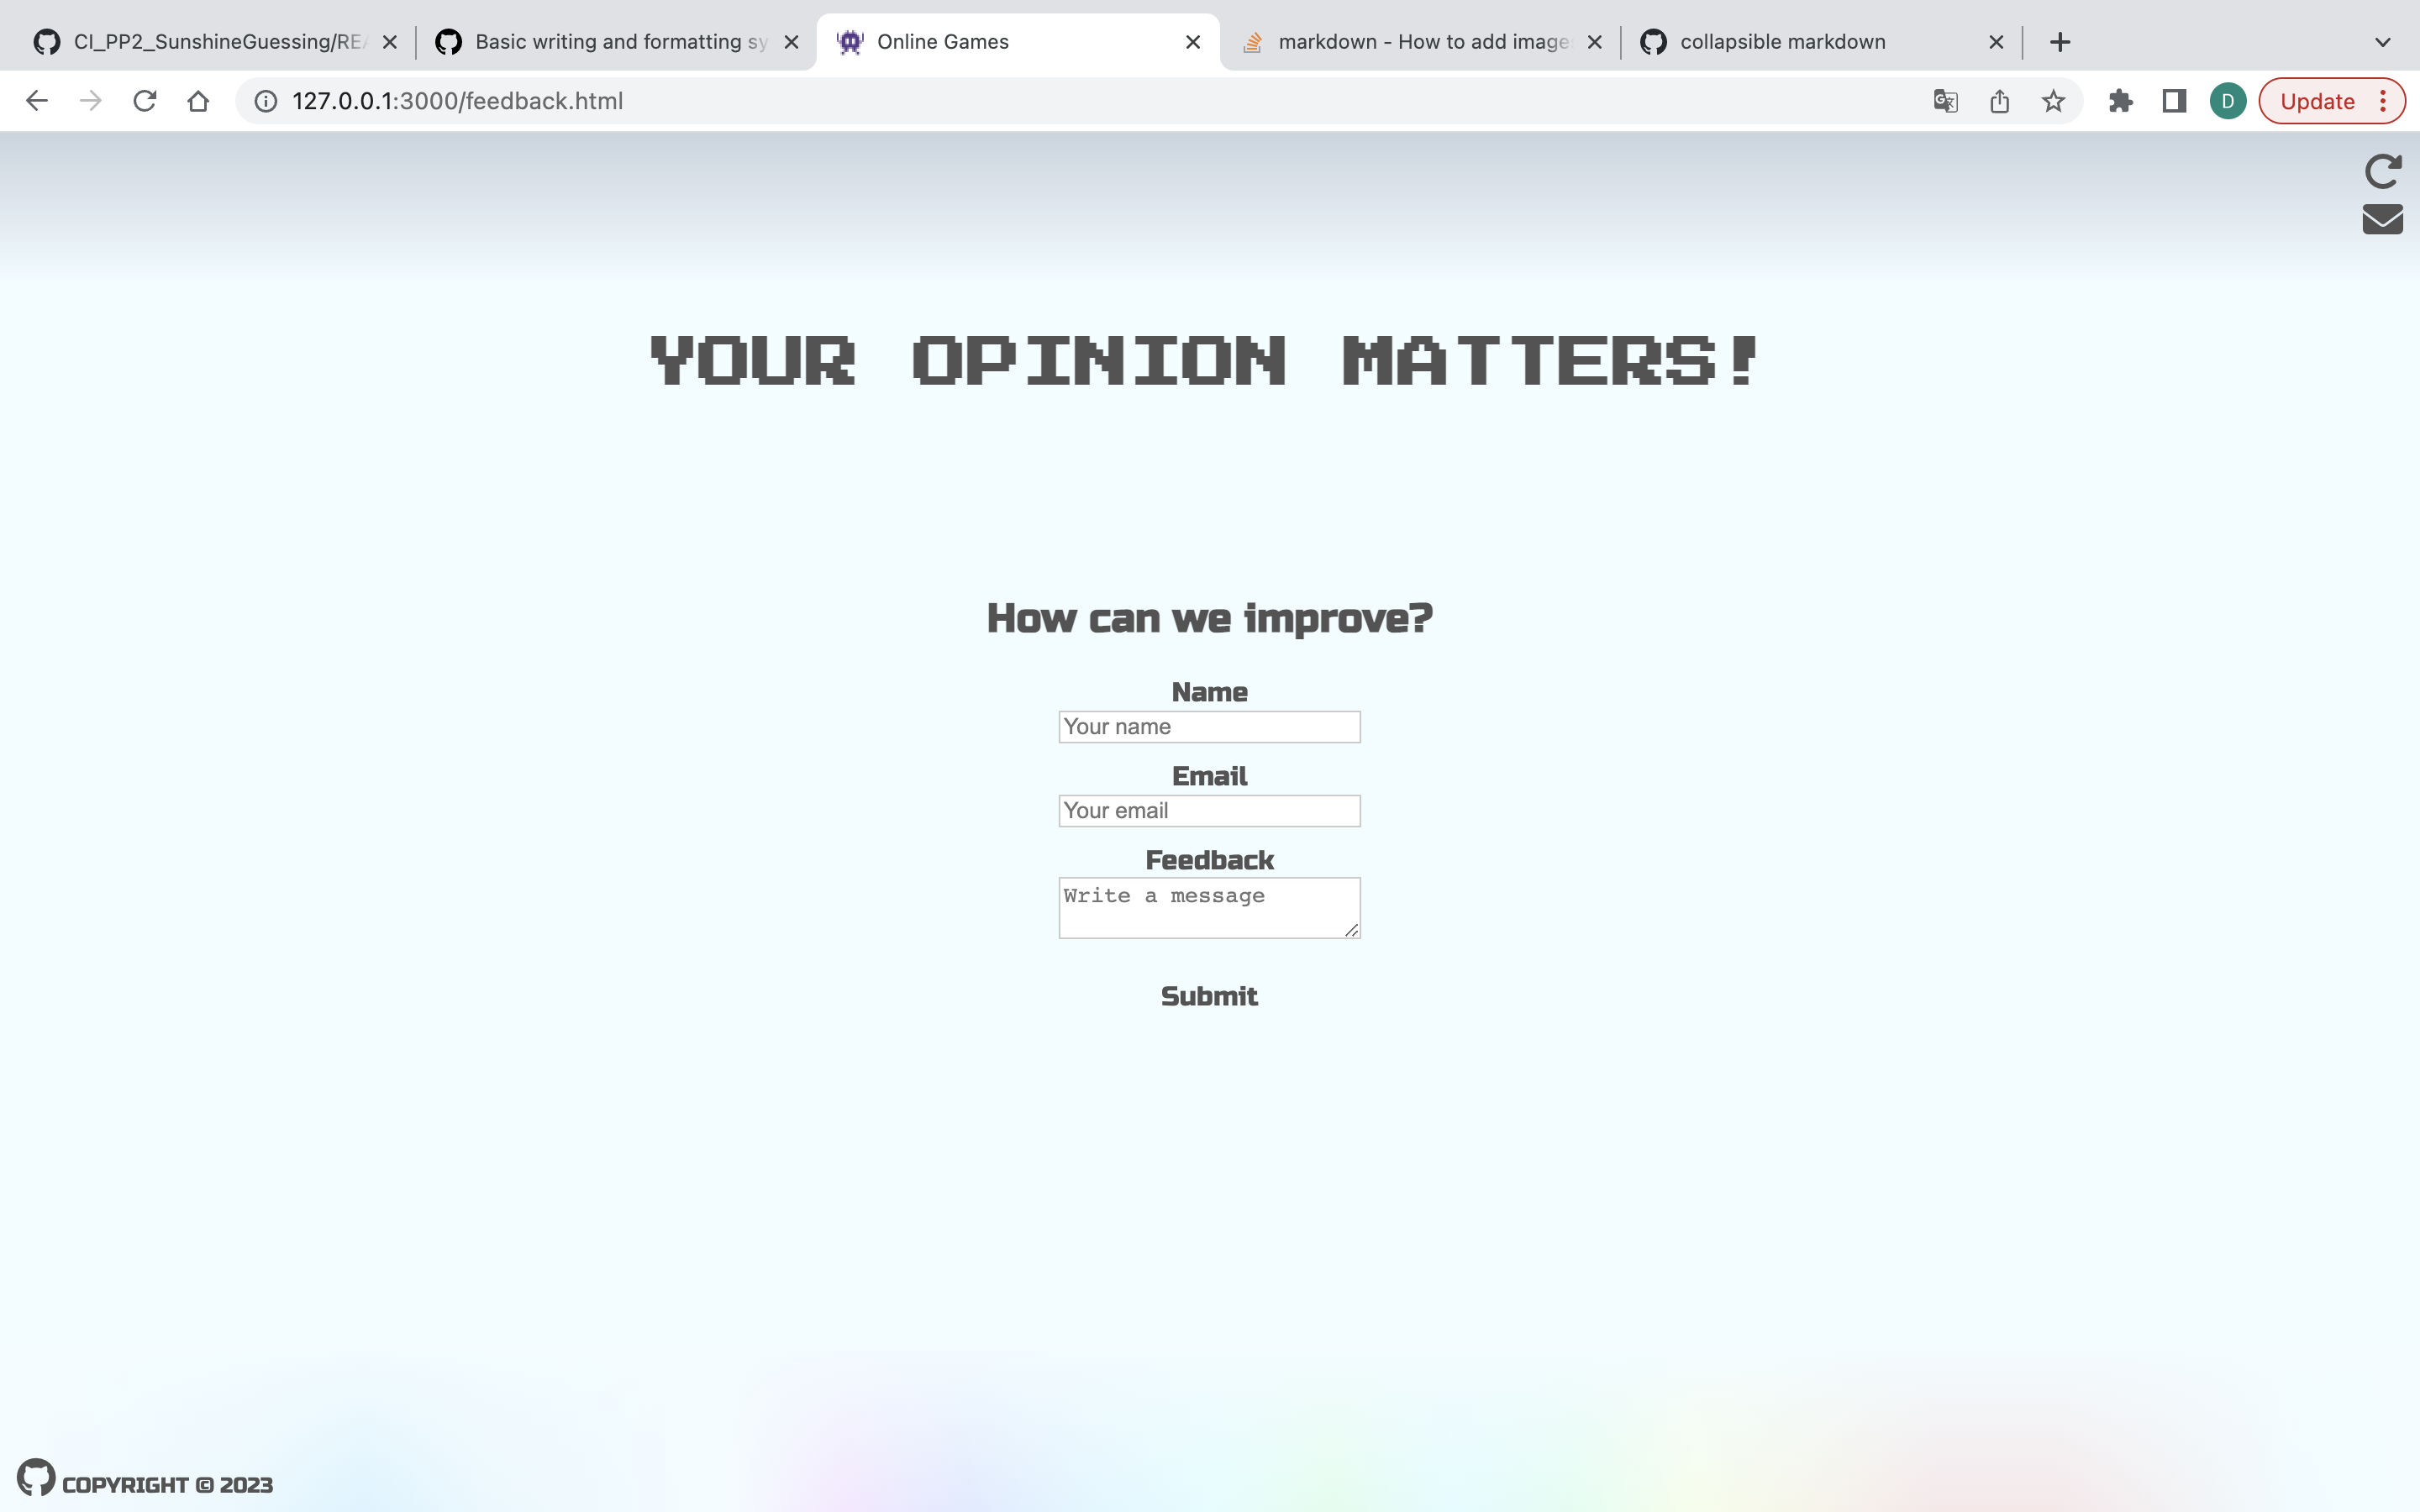 CI_PP2_SunshineGuessing/REA
Basic writing and formatting sy
Online Games
markdown - How to add image
collapsible markdown
127.0.0.1:3000/feedback.html
D
Update
YOUR OPINION MATTERS!
How can we improve?
Name
Your name
Email
Your email
Feedback
Write a message
Submit
COPYRIGHT © 2023